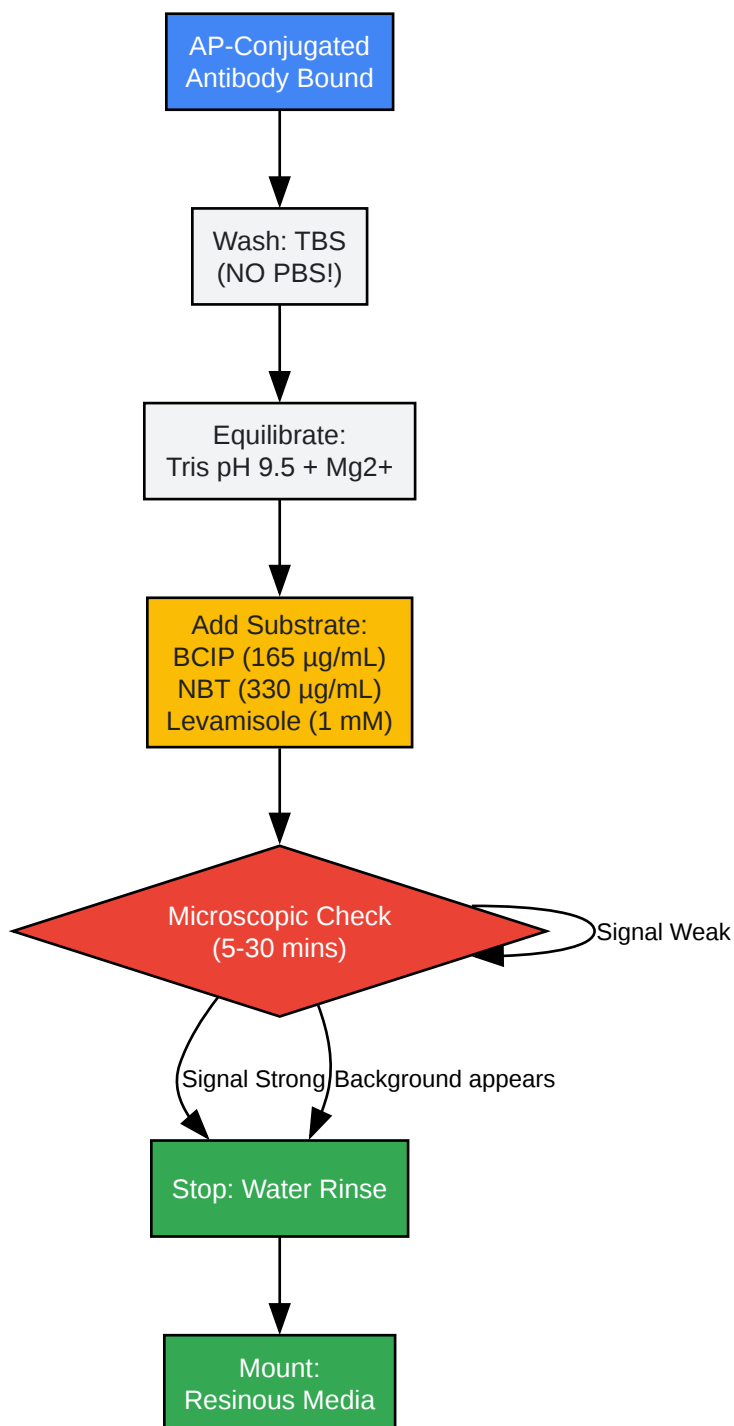 AP-Conjugated
Antibody Bound
Wash: TBS
(NO PBS!)
Equilibrate:
Tris pH 9.5 + Mg2+
Add Substrate:
BCIP (165 µg/mL)
NBT (330 µg/mL)
Levamisole (1 mM)
Microscopic Check
(5-30 mins)
Signal Weak
Signal Strong
Background appears
Stop: Water Rinse
Mount:
Resinous Media